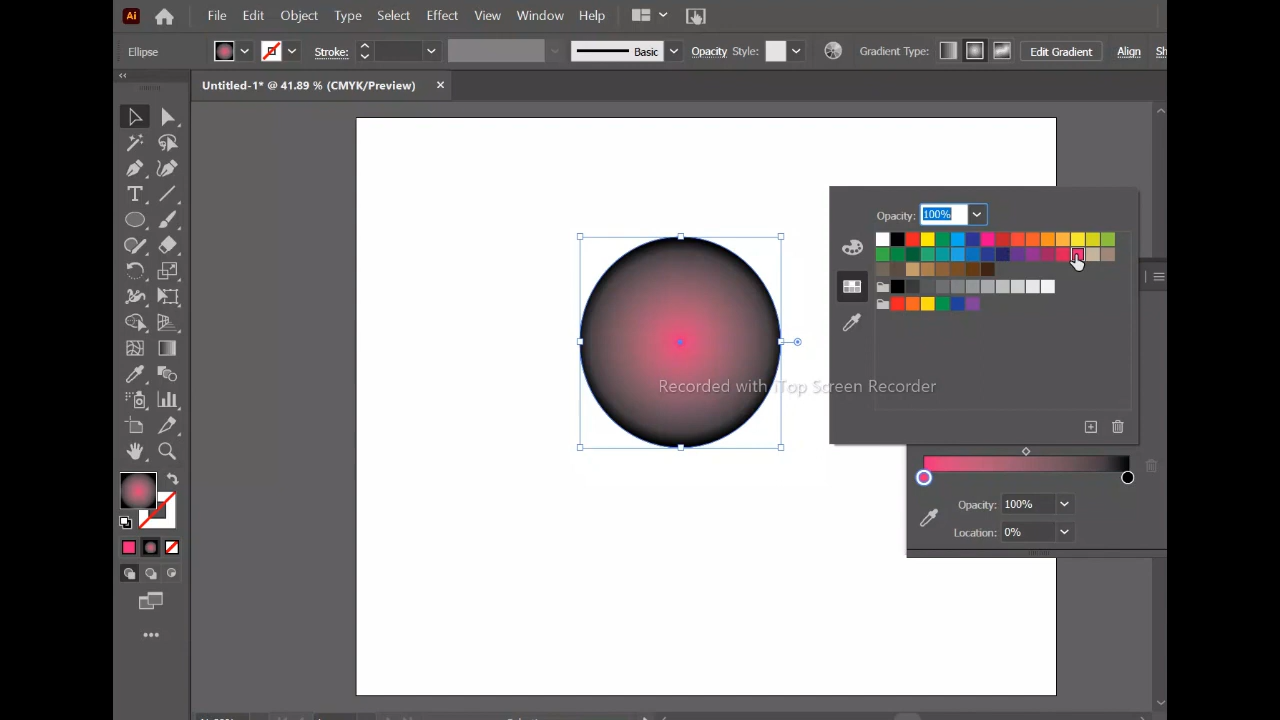 Ai File Edit Object Type Select Effect View Window Help
Ellipse Stroke: Basic Opacity Style: Gradient Type: Edit Gradient Align Sh
Untitled-1* @ 41.89 % (CMYK/Preview) ×
Opacity: 100%
Recorded with iTop Screen Recorder
Opacity: 100%
Location: 0%